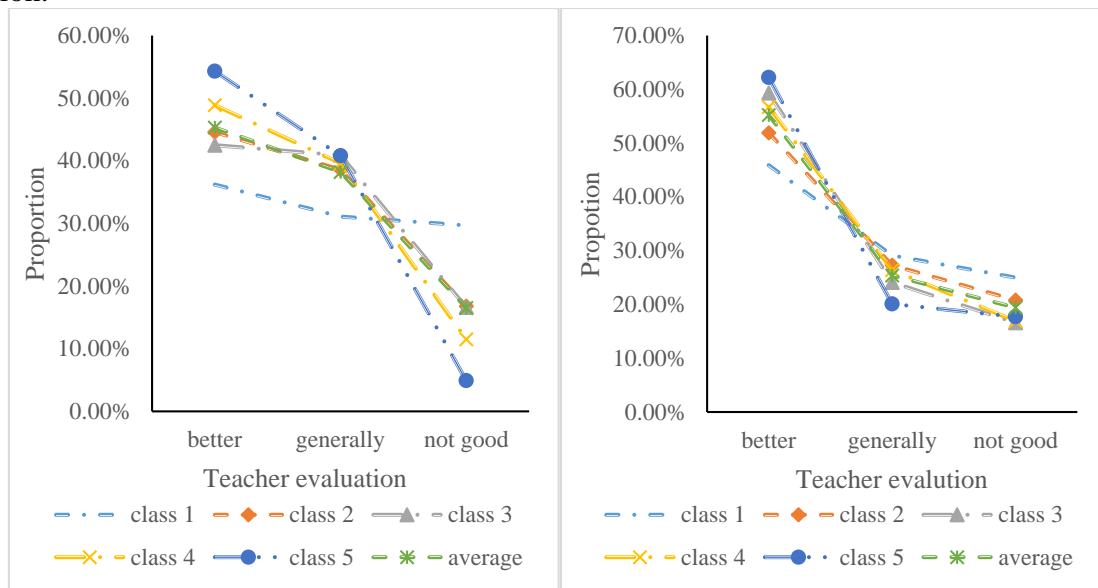 60.00%
50.00%
40.00%
30.00%
20.00%
10.00%
0.00%
Proportion
better generally not good
Teacher evaluation
class 1 class 2 class 3
class 4 class 5 average
70.00%
60.00%
50.00%
40.00%
30.00%
20.00%
10.00%
0.00%
Propotion
better generally not good
Teacher evalution
class 1 class 2 class 3
class 4 class 5 average